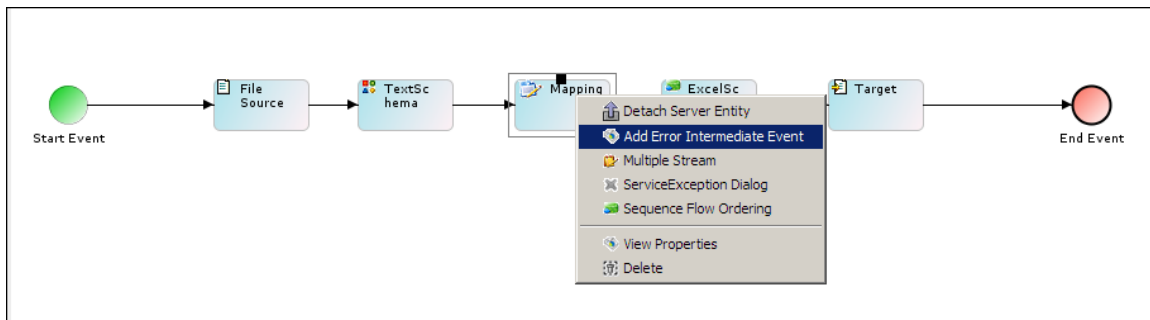 File
Source
TextSc
hema
Mapping
ExcelSc
Target
Start Event
End Event
Detach Server Entity
Add Error Intermediate Event
Multiple Stream
ServiceException Dialog
Sequence Flow Ordering
View Properties
Delete